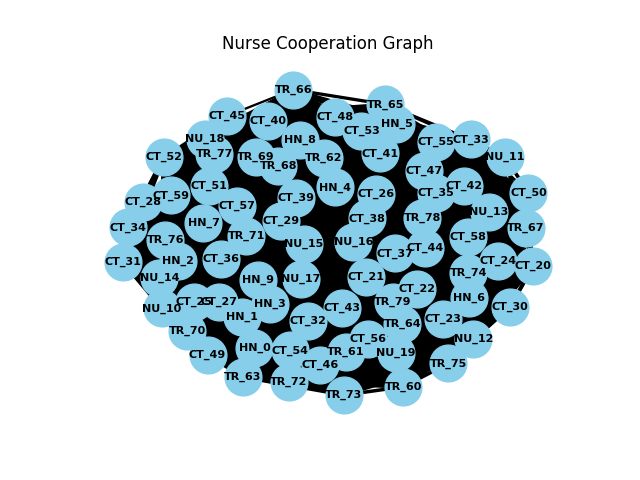 Nurse Cooperation Graph
TR_66
TR_65
CT_45
CT_40
CT_48
HN_5
CT_53
NU_18
HN_8
CT_55
CT_33
TR_77
TR_69
TR_68
TR_62
CT_41
CT_52
NU_11
CT_47
CT_51
HN_4
CT_26
CT_35
CT_42
CT_50
CT_28
CT_59
CT_57
CT_39
NU_13
CT_34
HN_7
CT_29
CT_38
TR_78
TR_67
TR_76
TR_71
NU_15
NU_16
CT_58
CT_31
HN_2
CT_36
CT_37
CT_44
CT_24
CT_20
NU_14
HN_9
NU_17
CT_21
TR_74
CT_22
NU_10
CT_27
HN_3
CT_43
TR_79
HN_6
CT_30
HN_1
CT_32
TR_64
CT_23
TR_70
CT_56
NU_12
CT_49
HN_0
CT_54
TR_61
NU_19
CT_46
TR_75
TR_63
TR_72
TR_73
TR_60